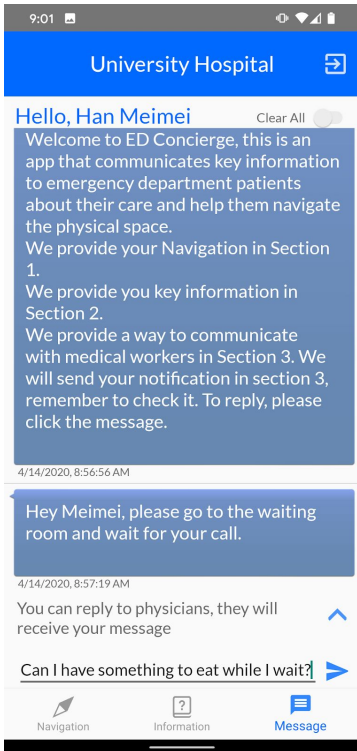 9:01
University Hospital
Hello, Han Meimei
Clear All
Welcome to ED Concierge, this is an
app that communicates key information
to emergency department patients
about their care and help them navigate
the physical space.
We provide your Navigation in Section
1.
We provide you key information in
Section 2.
We provide a way to communicate
with medical workers in Section 3. We
will send your notification in section 3,
remember to check it. To reply, please
click the message.
4/14/2020, 8:56:56 AM
Hey Meimei, please go to the waiting
room and wait for your call.
4/14/2020, 8:57:19 AM
You can reply to physicians, they will
receive your message
Can I have something to eat while I wait?
Navigation
Information
Message